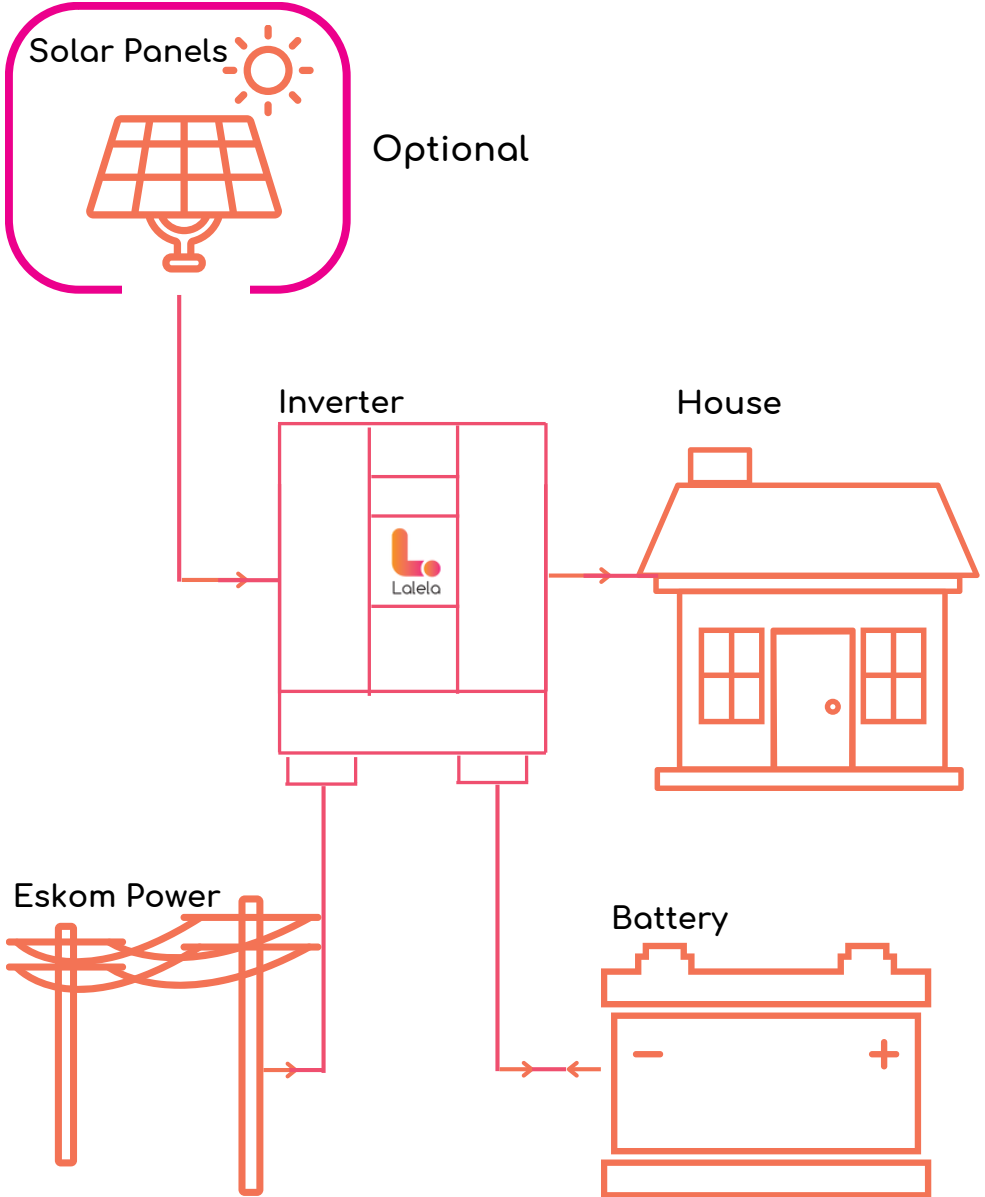 Solar Panels
Optional
Inverter
House
Lalela
Eskom Power
Battery